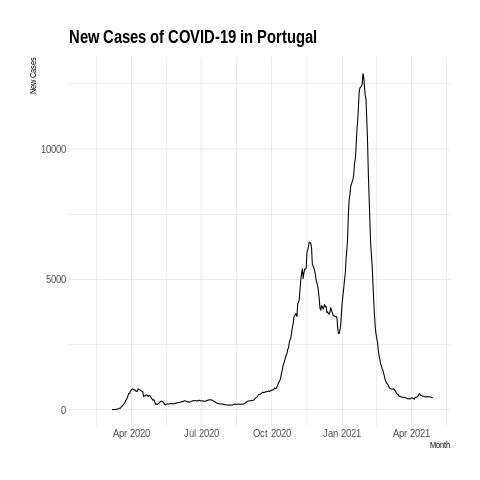 New Cases of COVID-19 in Portugal
New Cases
10000
5000
0
Apr 2020 Jul 2020 Oct 2020 Jan 2021 Apr 2021
Month